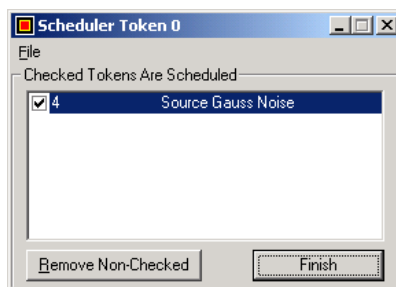 Scheduler Token 0
File
Checked Tokens Are Scheduled
4 Source Gauss Noise
Remove Non-Checked Finish